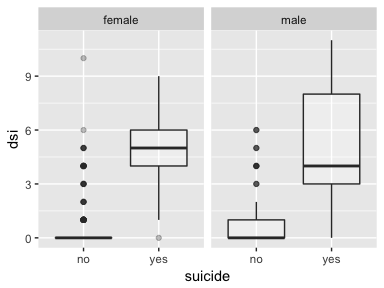 female male
dsi
9
6
3
0
no yes no yes
suicide